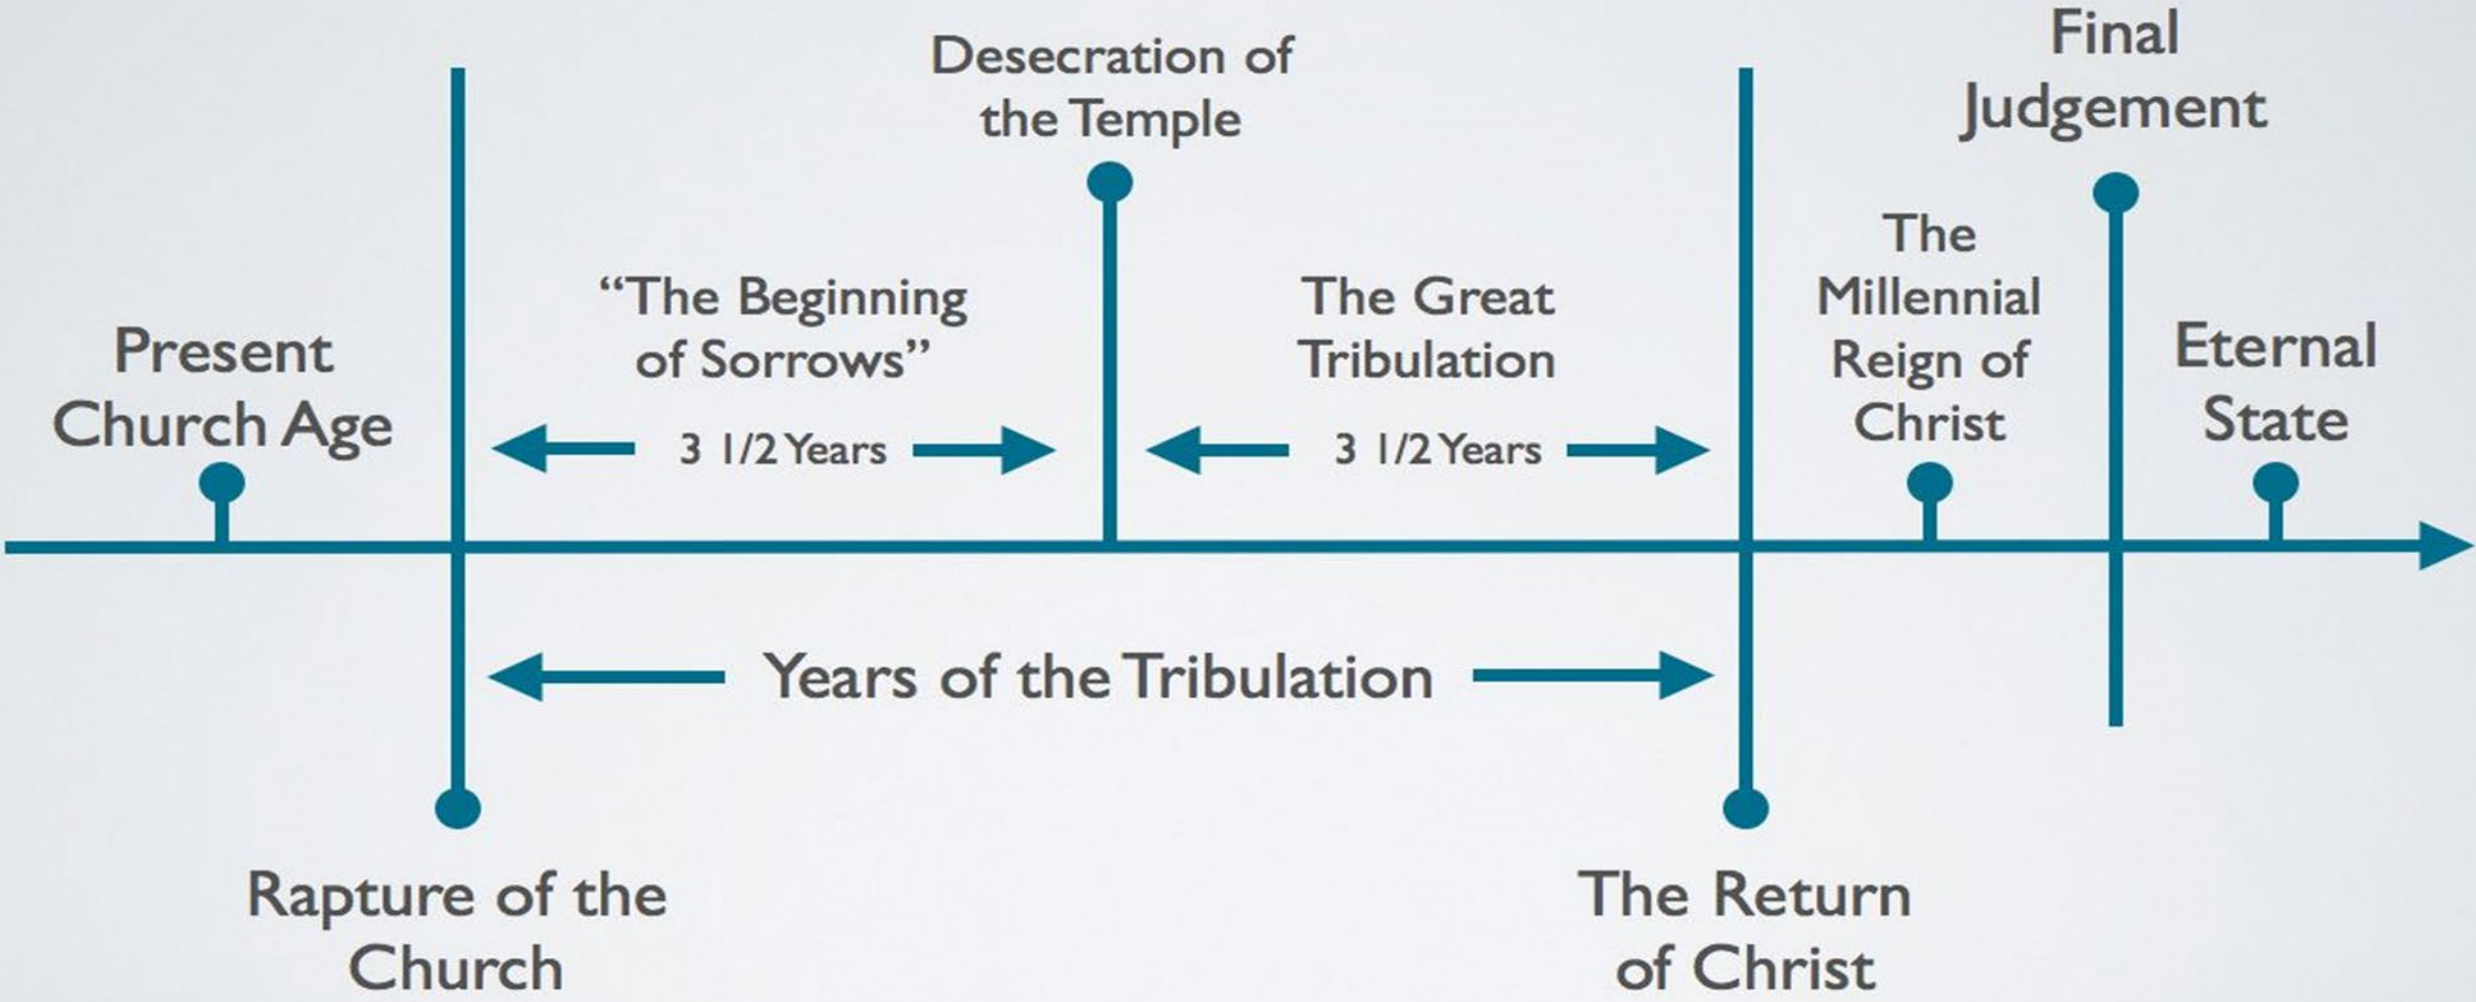 Present
Church Age
Rapture of the
Church
“The Beginning
of Sorrows”
3 1/2 Years
Desecration of
the Temple
The Great
Tribulation
3 1/2 Years
Years of the Tribulation
The Return
of Christ
The
Millennial
Reign of
Christ
Final
Judgement
Eternal
State